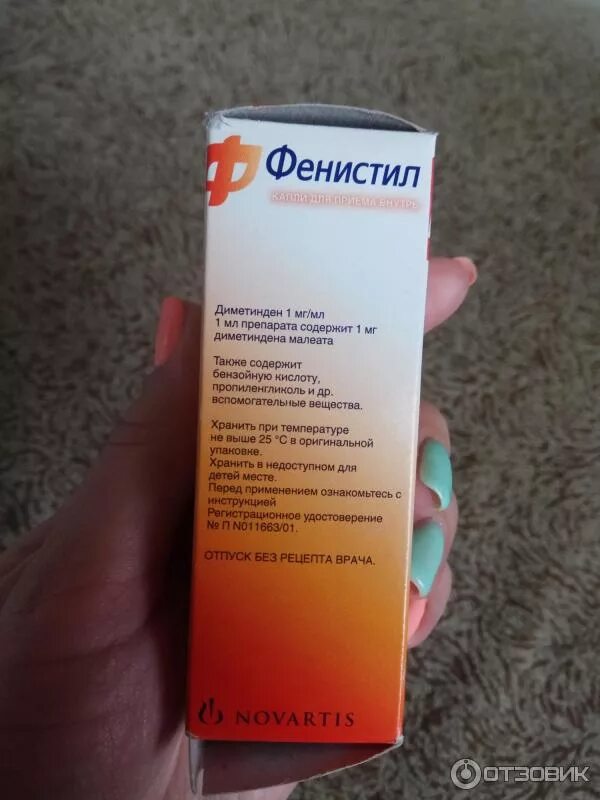 Фенистил
КАПЛИ ДЛЯ ПРИЕМА ВНУТРЬ
Диметинден 1 мг/мл
1 мл препарата содержит 1 мг
диметиндена малеата
Также содержит
бензойную кислоту,
пропиленгликоль и др.
вспомогательные вещества.
Хранить при температуре
не выше 25 °С в оригинальной
упаковке.
Хранить в недоступном для
детей месте.
Перед применением ознакомьтесь с
инструкцией
Регистрационное удостоверение
№ П N011663/01.
ОТПУСК БЕЗ РЕЦЕПТА ВРАЧА.
NOVARTIS
ОТЗОВИК